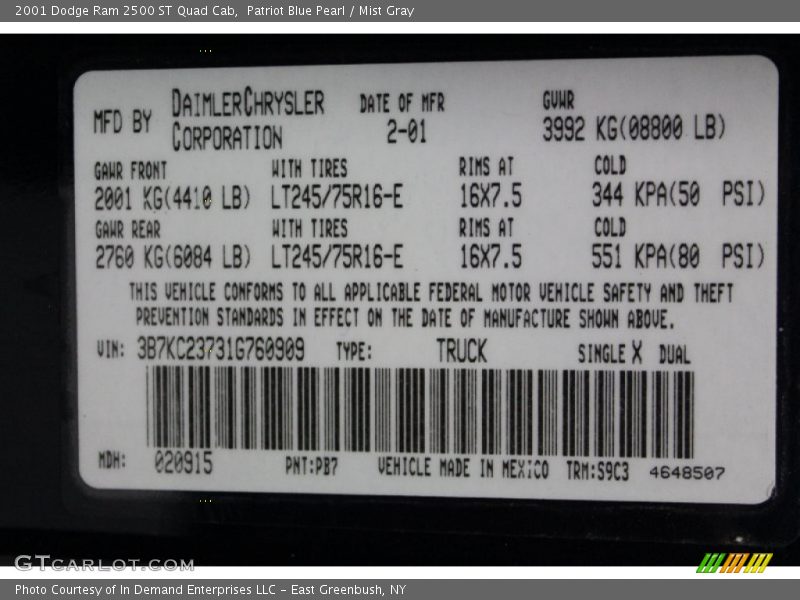 2001 Dodge Ram 2500 ST Quad Cab,  Patriot Blue Pearl / Mist Gray
MFD BY DAIMLERCHRYSLER CORPORATION DATE OF MFR 2-01 GVWR 3992 KG(08800 LB)
GAWR FRONT WITH TIRES RIMS AT COLD
2001 KG(4410 LB) LT245/75R16-E 16X7.5 344 KPA(50 PSI)
GAWR REAR WITH TIRES RIMS AT COLD
2760 KG(6084 LB) LT245/75R16-E 16X7.5 551 KPA(80 PSI)
THIS VEHICLE CONFORMS TO ALL APPLICABLE FEDERAL MOTOR VEHICLE SAFETY AND THEFT
PREVENTION STANDARDS IN EFFECT ON THE DATE OF MANUFACTURE SHOWN ABOVE.
VIN: 3B7KC23731G760909 TYPE: TRUCK SINGLE X DUAL
MDH: 020915 PNT:PB7 VEHICLE MADE IN MEXICO TRM:S9C3 4648507
GTCARLOT.COM
Photo Courtesy of In Demand Enterprises LLC - East Greenbush, NY